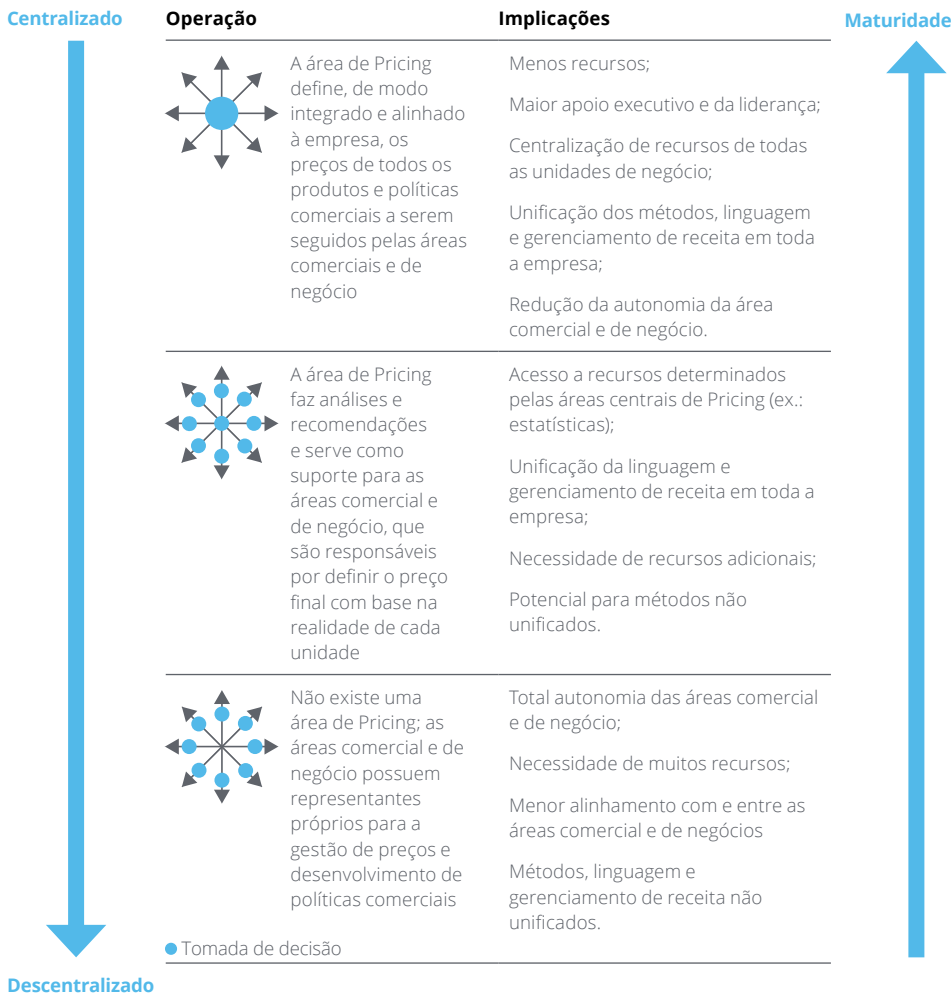 Centralizado
Operação
Implicações
Maturidade
A área de Pricing
define, de modo
integrado e alinhado
à empresa, os
preços de todos os
produtos e políticas
comerciais a serem
seguidos pelas áreas
comerciais e de
negócio
Menos recursos;
Maior apoio executivo e da liderança;
Centralização de recursos de todas
as unidades de negócio;
Unificação dos métodos, linguagem
e gerenciamento de receita em toda
a empresa;
Redução da autonomia da área
comercial e de negócio.
A área de Pricing
faz análises e
recomendações
e serve como
suporte para as
áreas comercial e
de negócio, que
são responsáveis
por definir o preço
final com base na
realidade de cada
unidade
Acesso a recursos determinados
pelas áreas centrais de Pricing (ex.:
estatísticas);
Unificação da linguagem e
gerenciamento de receita em toda a
empresa;
Necessidade de recursos adicionais;
Potencial para métodos não
unificados.
Não existe uma
área de Pricing; as
áreas comercial e de
negócio possuem
representantes
próprios para a
gestão de preços e
desenvolvimento de
políticas comerciais
Total autonomia das áreas comercial
e de negócio;
Necessidade de muitos recursos;
Menor alinhamento com e entre as
áreas comercial e de negócios
Métodos, linguagem e
gerenciamento de receita não
unificados.
Tomada de decisão
Descentralizado